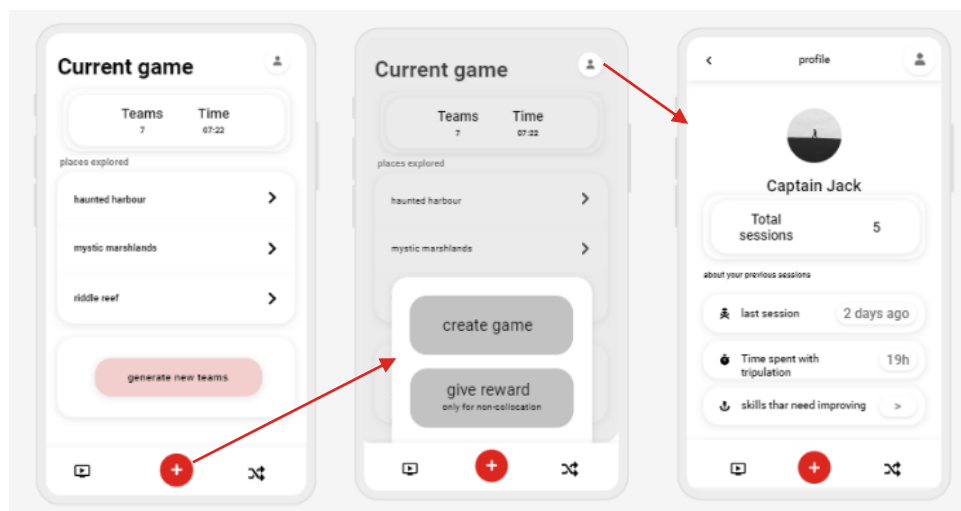 Current game
Teams Time
7 07:22
places explored
haunted harbour
mystic marshlands
riddle reef
generate new teams
Current game
Teams Time
7 07:22
places explored
haunted harbour
mystic marshlands
create game
give reward
only for non-collocation
profile
Captain Jack
Total
sessions
5
about your previous sessions
last session 2 days ago
Time spent with
tripulation
19h
skills thar need improving >